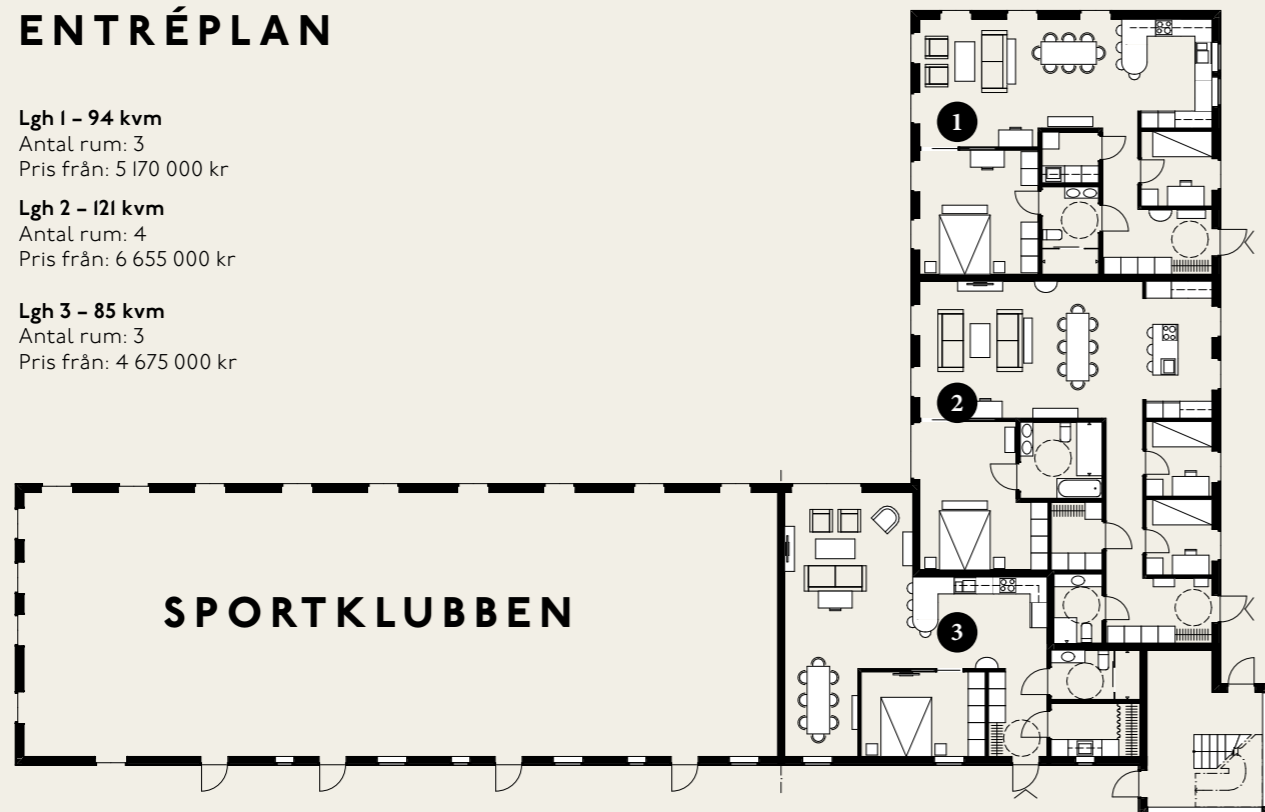 ENTRÉPLAN
Lgh 1 – 94 kvm
Antal rum: 3
Pris från: 5 170 000 kr
Lgh 2 – 121 kvm
Antal rum: 4
Pris från: 6 655 000 kr
Lgh 3 – 85 kvm
Antal rum: 3
Pris från: 4 675 000 kr
1
2
3
SPORTKLUBBEN